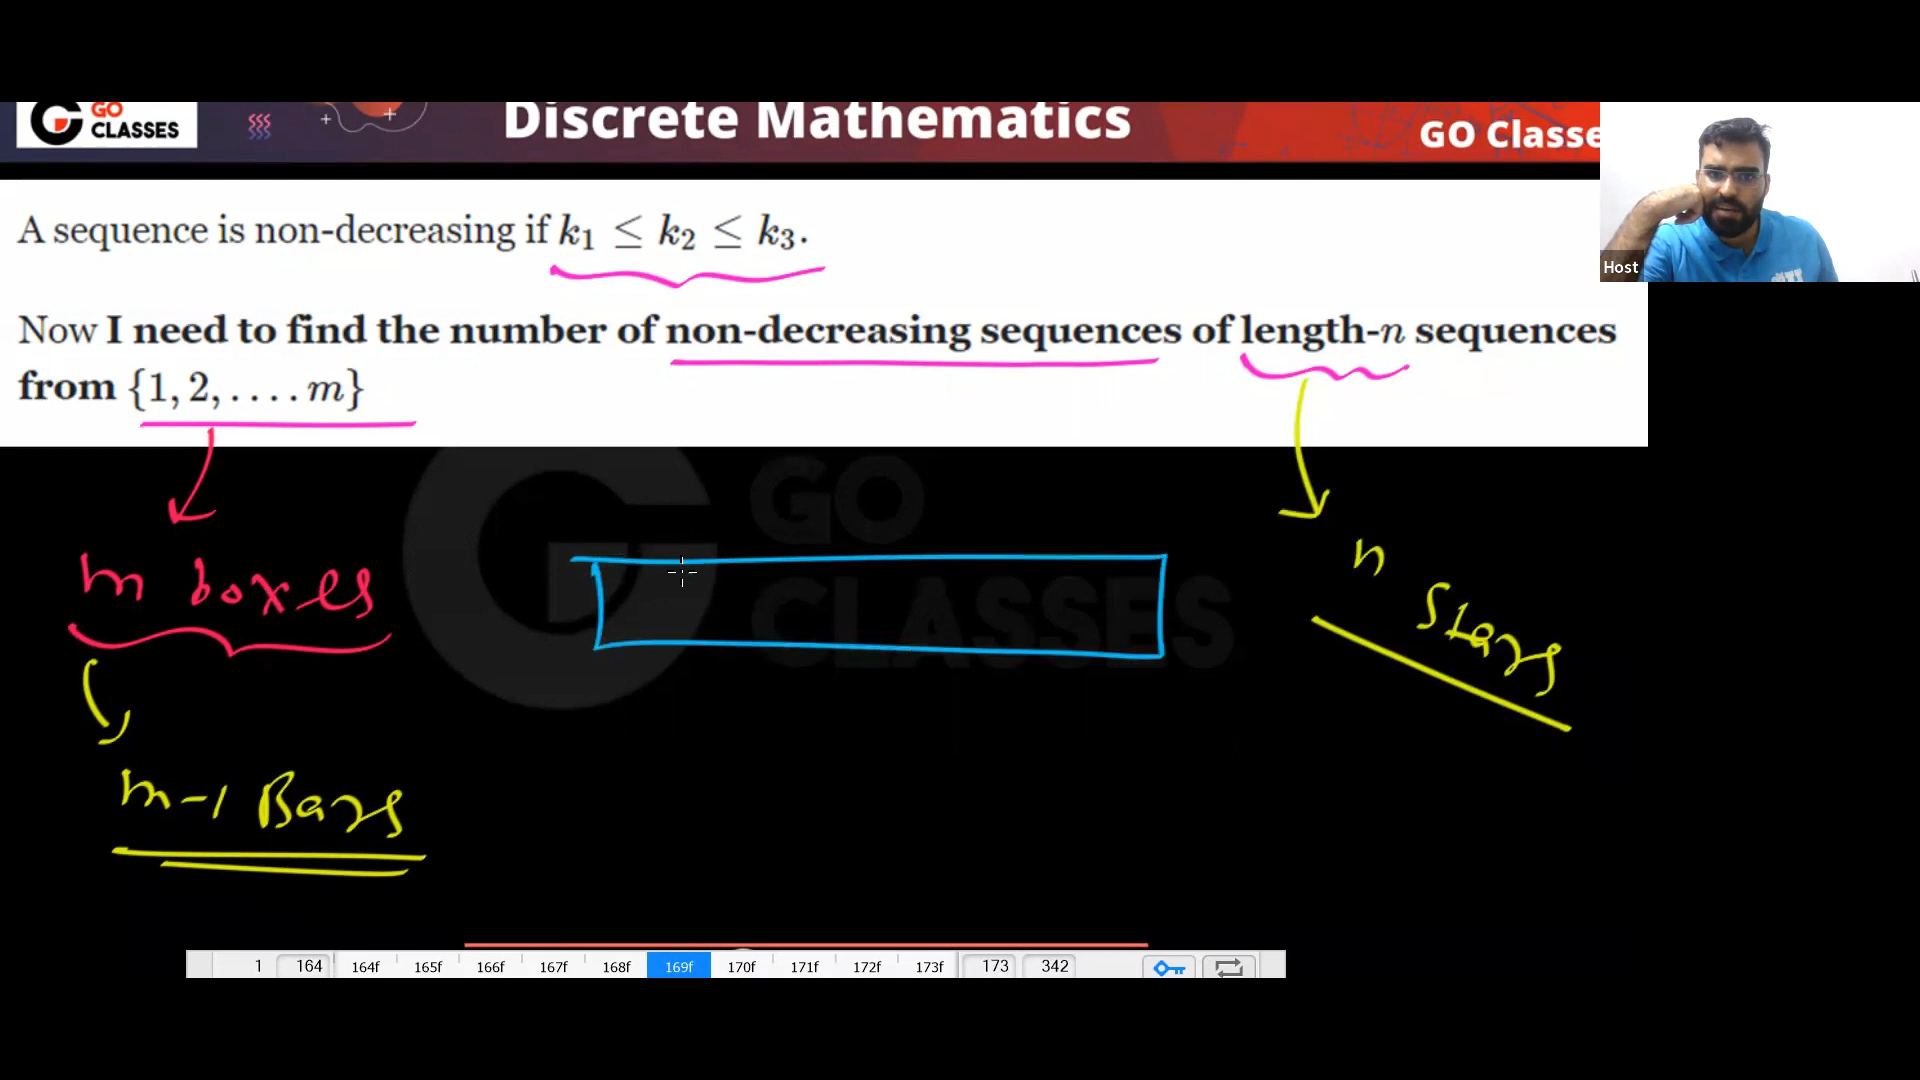 GO
CLASSES
Discrete Mathematics
GO Classe
Host
A sequence is non-decreasing if k₁ ≤ k₂ ≤ k₃.
Now I need to find the number of non-decreasing sequences of length-n sequences
from {1, 2, . . . . m}
GO
CLASSES
m boxes
n Stars
m-1 Bars
1 164 164f 165f 166f 167f 168f 169f 170f 171f 172f 173f 173 342